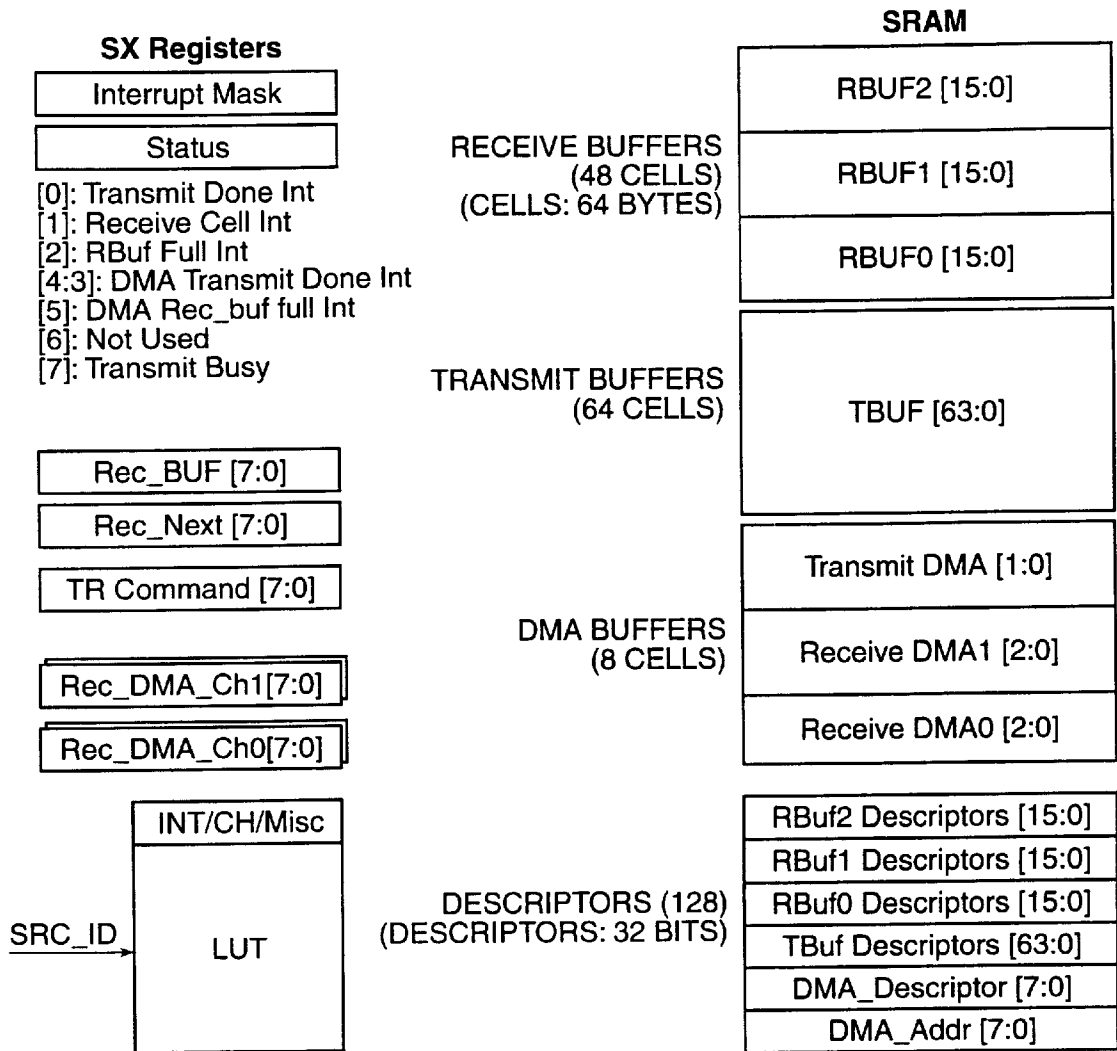 SX Registers
Interrupt Mask
Status
[0]: Transmit Done Int
[1]: Receive Cell Int
[2]: RBuf Full Int
[4:3]: DMA Transmit Done Int
[5]: DMA Rec_buf full Int
[6]: Not Used
[7]: Transmit Busy
Rec_BUF [7:0]
Rec_Next [7:0]
TR Command [7:0]
Rec_DMA_Ch1[7:0]
Rec_DMA_Ch0[7:0]
INT/CH/Misc
SRC_ID
LUT
SRAM
RECEIVE BUFFERS
(48 CELLS)
(CELLS: 64 BYTES)
RBUF2 [15:0]
RBUF1 [15:0]
RBUF0 [15:0]
TRANSMIT BUFFERS
(64 CELLS)
TBUF [63:0]
DMA BUFFERS
(8 CELLS)
Transmit DMA [1:0]
Receive DMA1 [2:0]
Receive DMA0 [2:0]
DESCRIPTORS (128)
(DESCRIPTORS: 32 BITS)
RBuf2 Descriptors [15:0]
RBuf1 Descriptors [15:0]
RBuf0 Descriptors [15:0]
TBuf Descriptors [63:0]
DMA_Descriptor [7:0]
DMA_Addr [7:0]